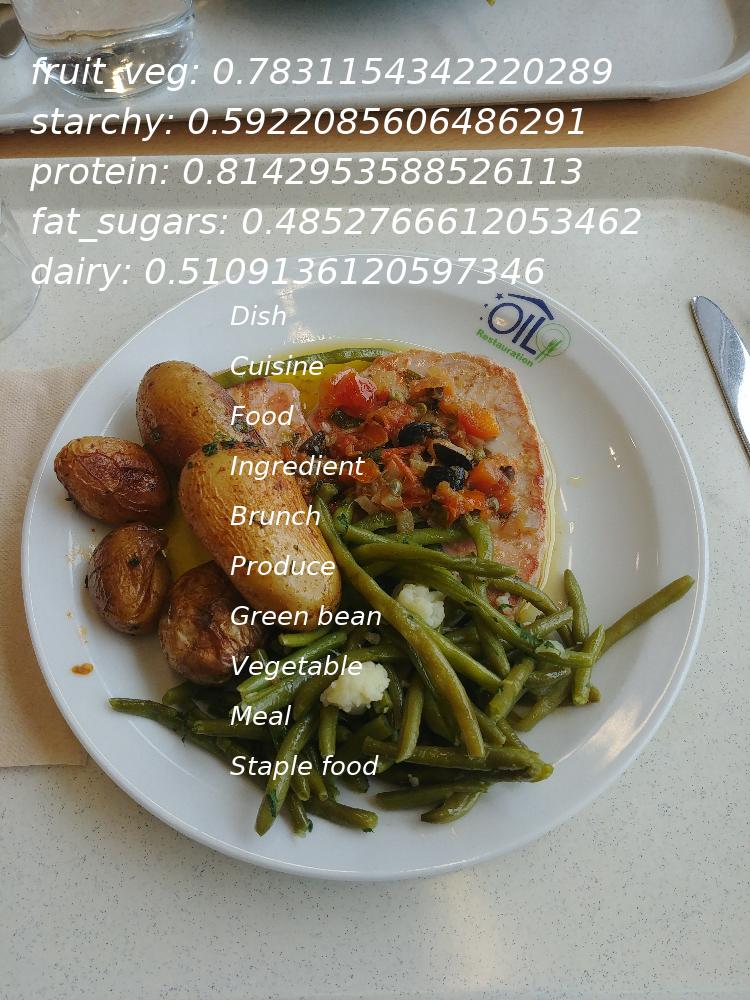 fruit_veg: 0.7831154342220289
starchy: 0.5922085606486291
protein: 0.8142953588526113
fat_sugars: 0.4852766612053462
dairy: 0.5109136120597346
Dish
OIL
Restauration
Cuisine
Food
Ingredient
Brunch
Produce
Green bean
Vegetable
Meal
Staple food